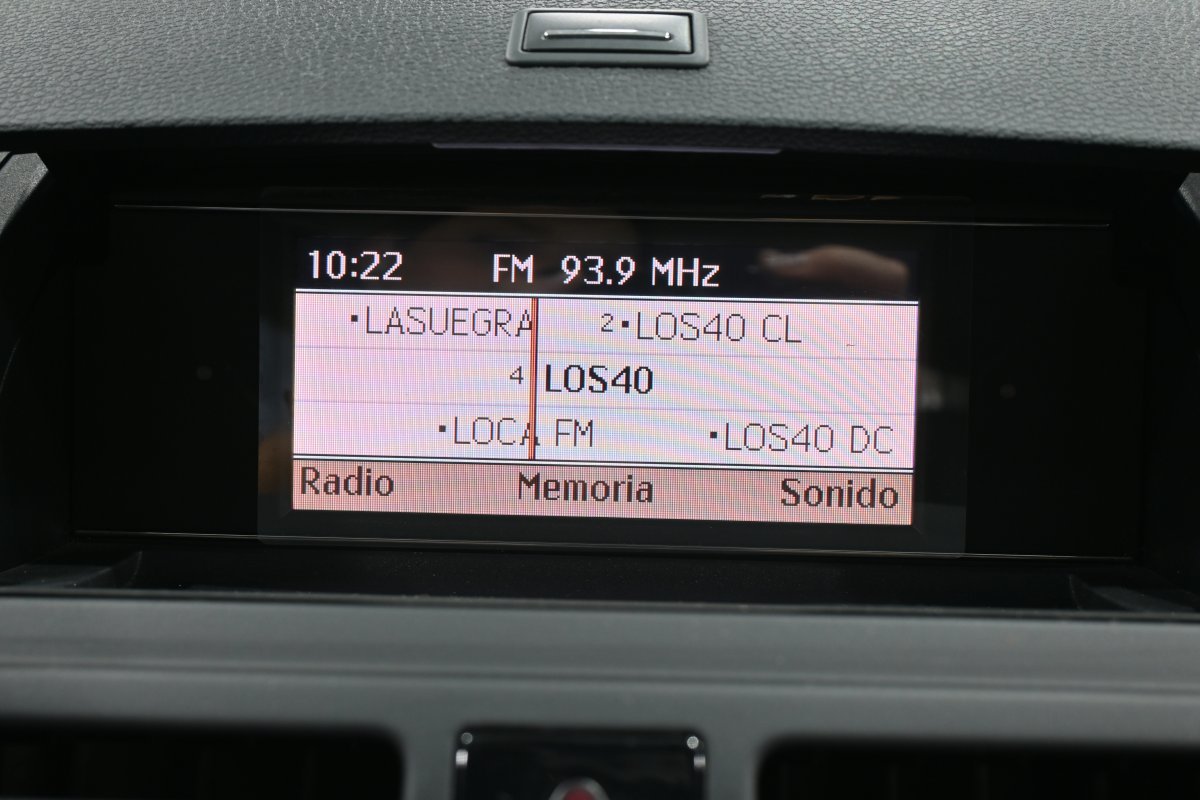 10:22 FM 93.9 MHz
·LASUEGRA 2·LOS40 CL
4 LOS40
·LOCA FM ·LOS40 DC
Radio Memoria Sonido